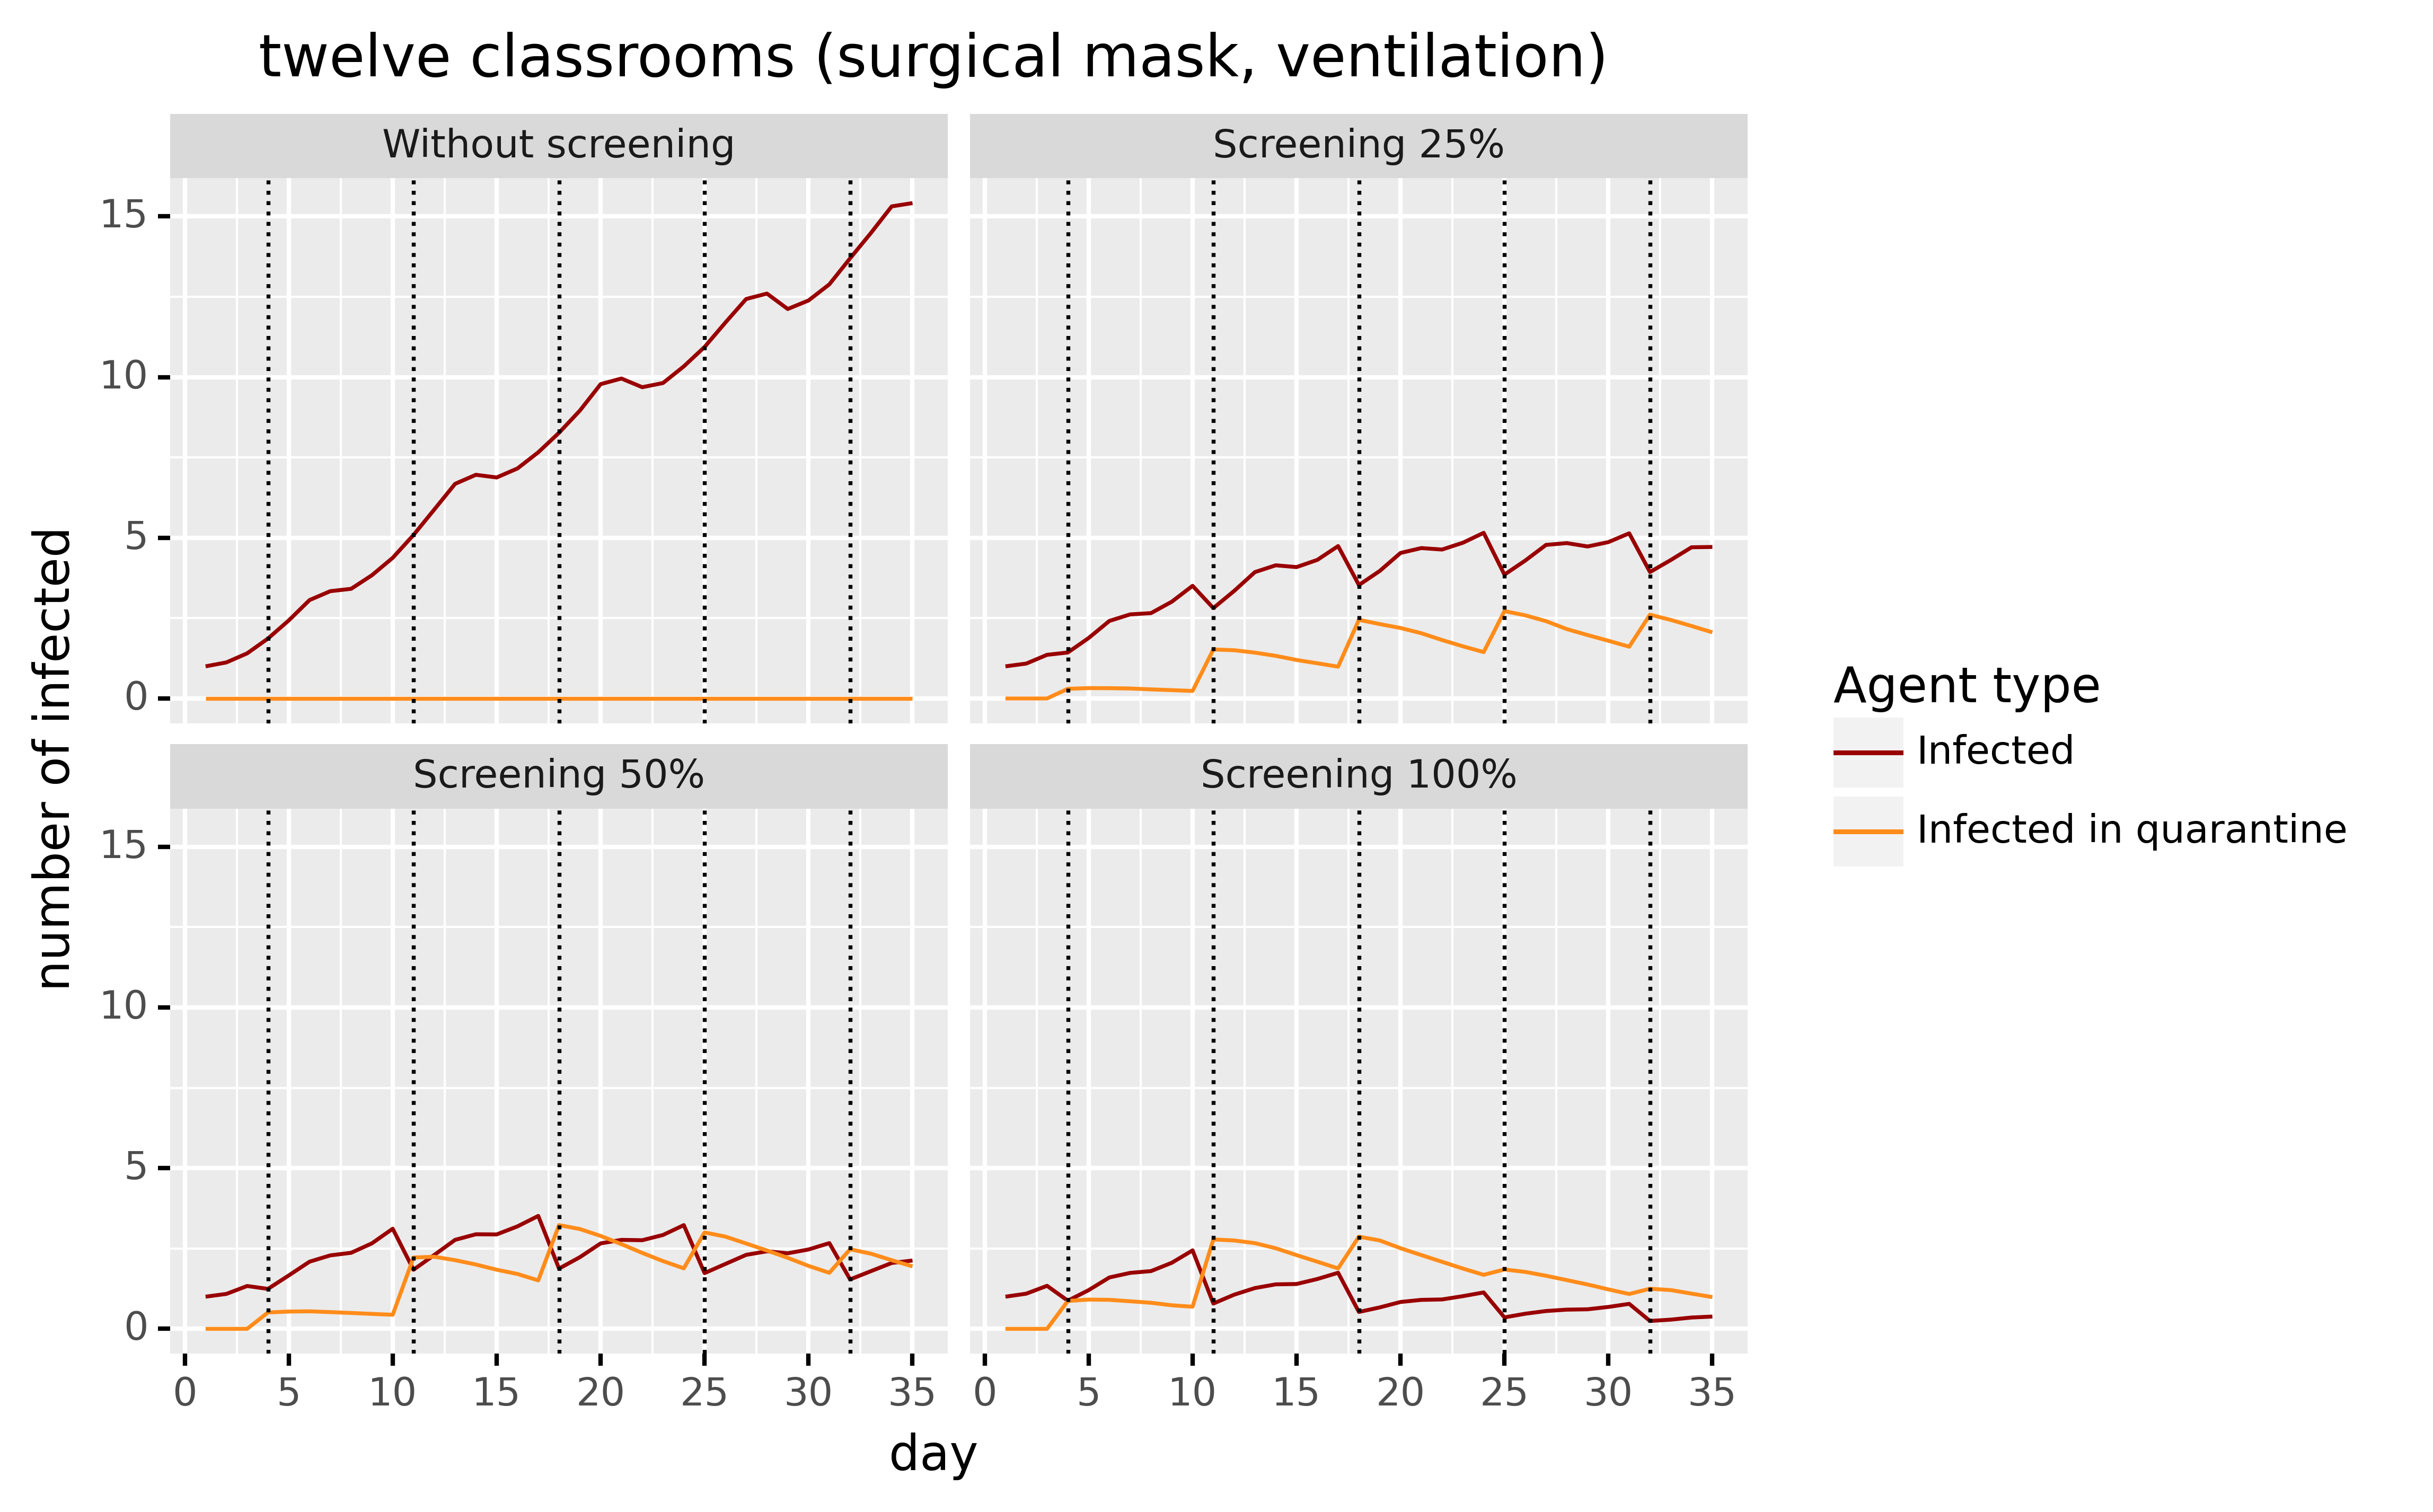 twelve classrooms (surgical mask, ventilation)
Without screening
Screening 25%
15
10
5
0
Screening 50%
Screening 100%
15
10
5
0
0 5 10 15 20 25 30 35
0 5 10 15 20 25 30 35
number of infected
day
Agent type
Infected
Infected in quarantine